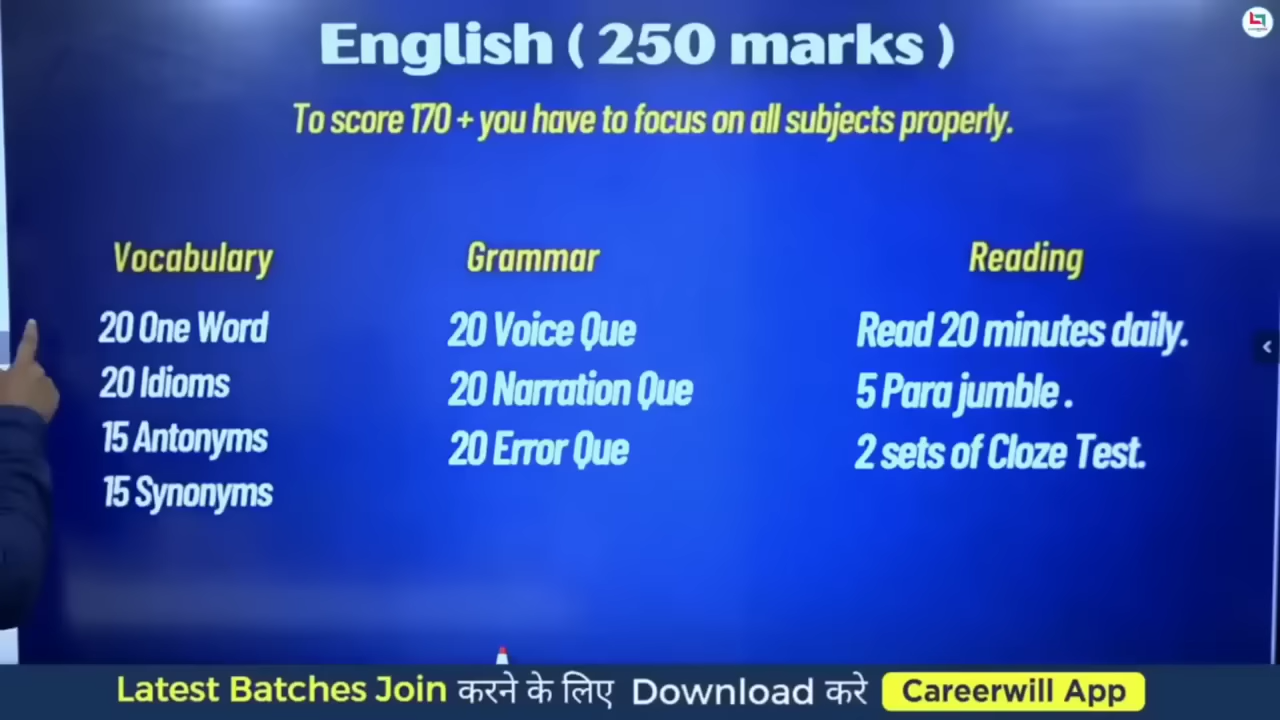 English ( 250 marks )
To score 170 + you have to focus on all subjects properly.
Vocabulary
20 One Word
20 Idioms
15 Antonyms
15 Synonyms
Grammar
20 Voice Que
20 Narration Que
20 Error Que
Reading
Read 20 minutes daily.
5 Para jumble .
2 sets of Cloze Test.
Latest Batches Join करने के लिए Download करे Careerwill App